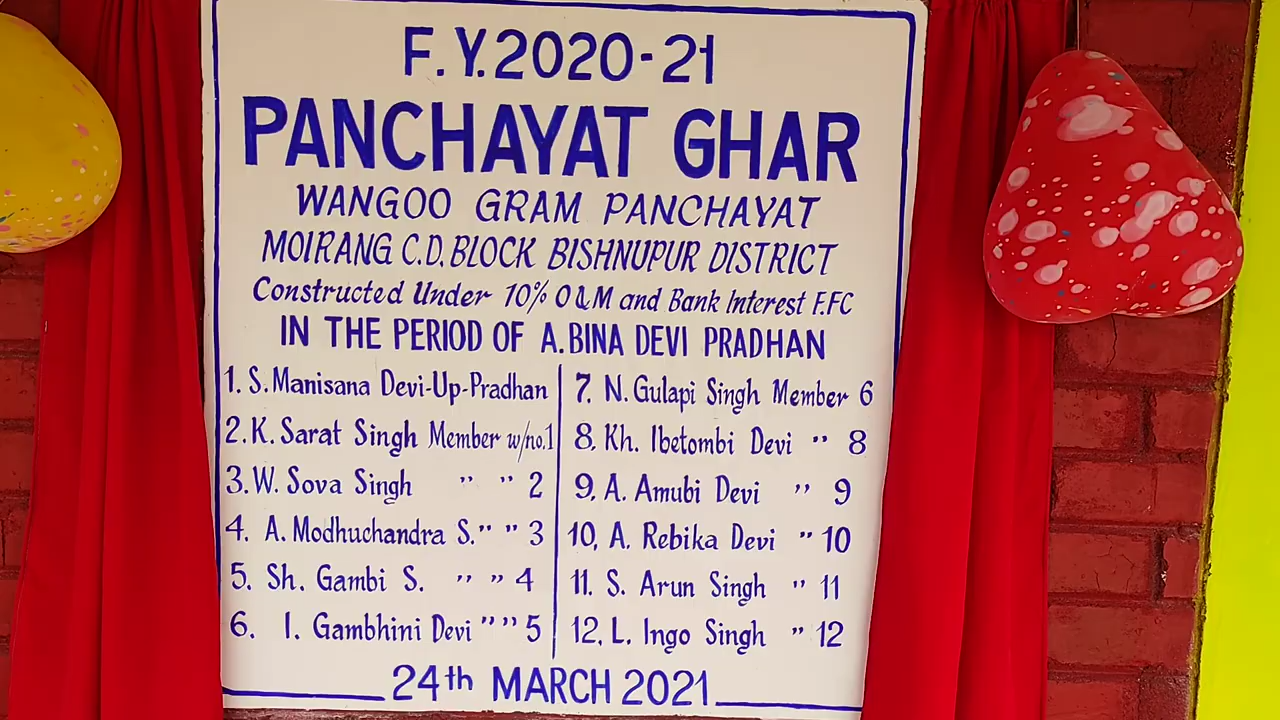 F.Y.2020-21
PANCHAYAT GHAR
WANGOO GRAM PANCHAYAT
MOIRANG C.D.BLOCK BISHNUPUR DISTRICT
Constructed Under 10% O&M and Bank Interest F.FC
IN THE PERIOD OF A.BINA DEVI PRADHAN
1. S.Manisana Devi-Up-Pradhan
2.K. Sarat Singh Member w/no.1
3.W. Sova Singh " " 2
4. A. Modhuchandra S." " 3
5. Sh. Gambi S. " " 4
6. I. Gambhini Devi " " 5
7. N. Gulapi Singh Member 6
8. Kh. Ibetombi Devi " 8
9, A. Amubi Devi " 9
10, A. Rebika Devi " 10
11. S. Arun Singh " 11
12, L. Ingo Singh " 12
24th MARCH 2021